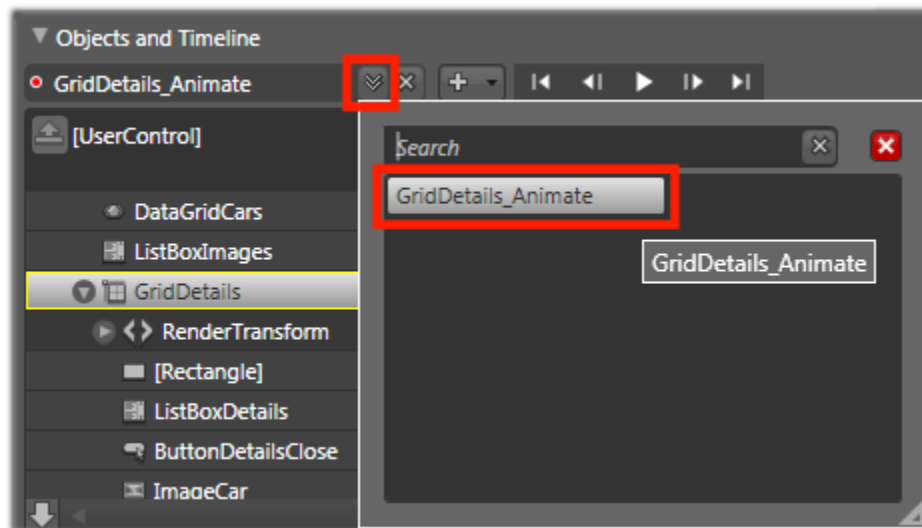 Objects and Timeline
GridDetails_Animate
[UserControl]
Search
GridDetails_Animate
DataGridCars
ListBoxImages
GridDetails_Animate
GridDetails
RenderTransform
[Rectangle]
ListBoxDetails
ButtonDetailsClose
ImageCar